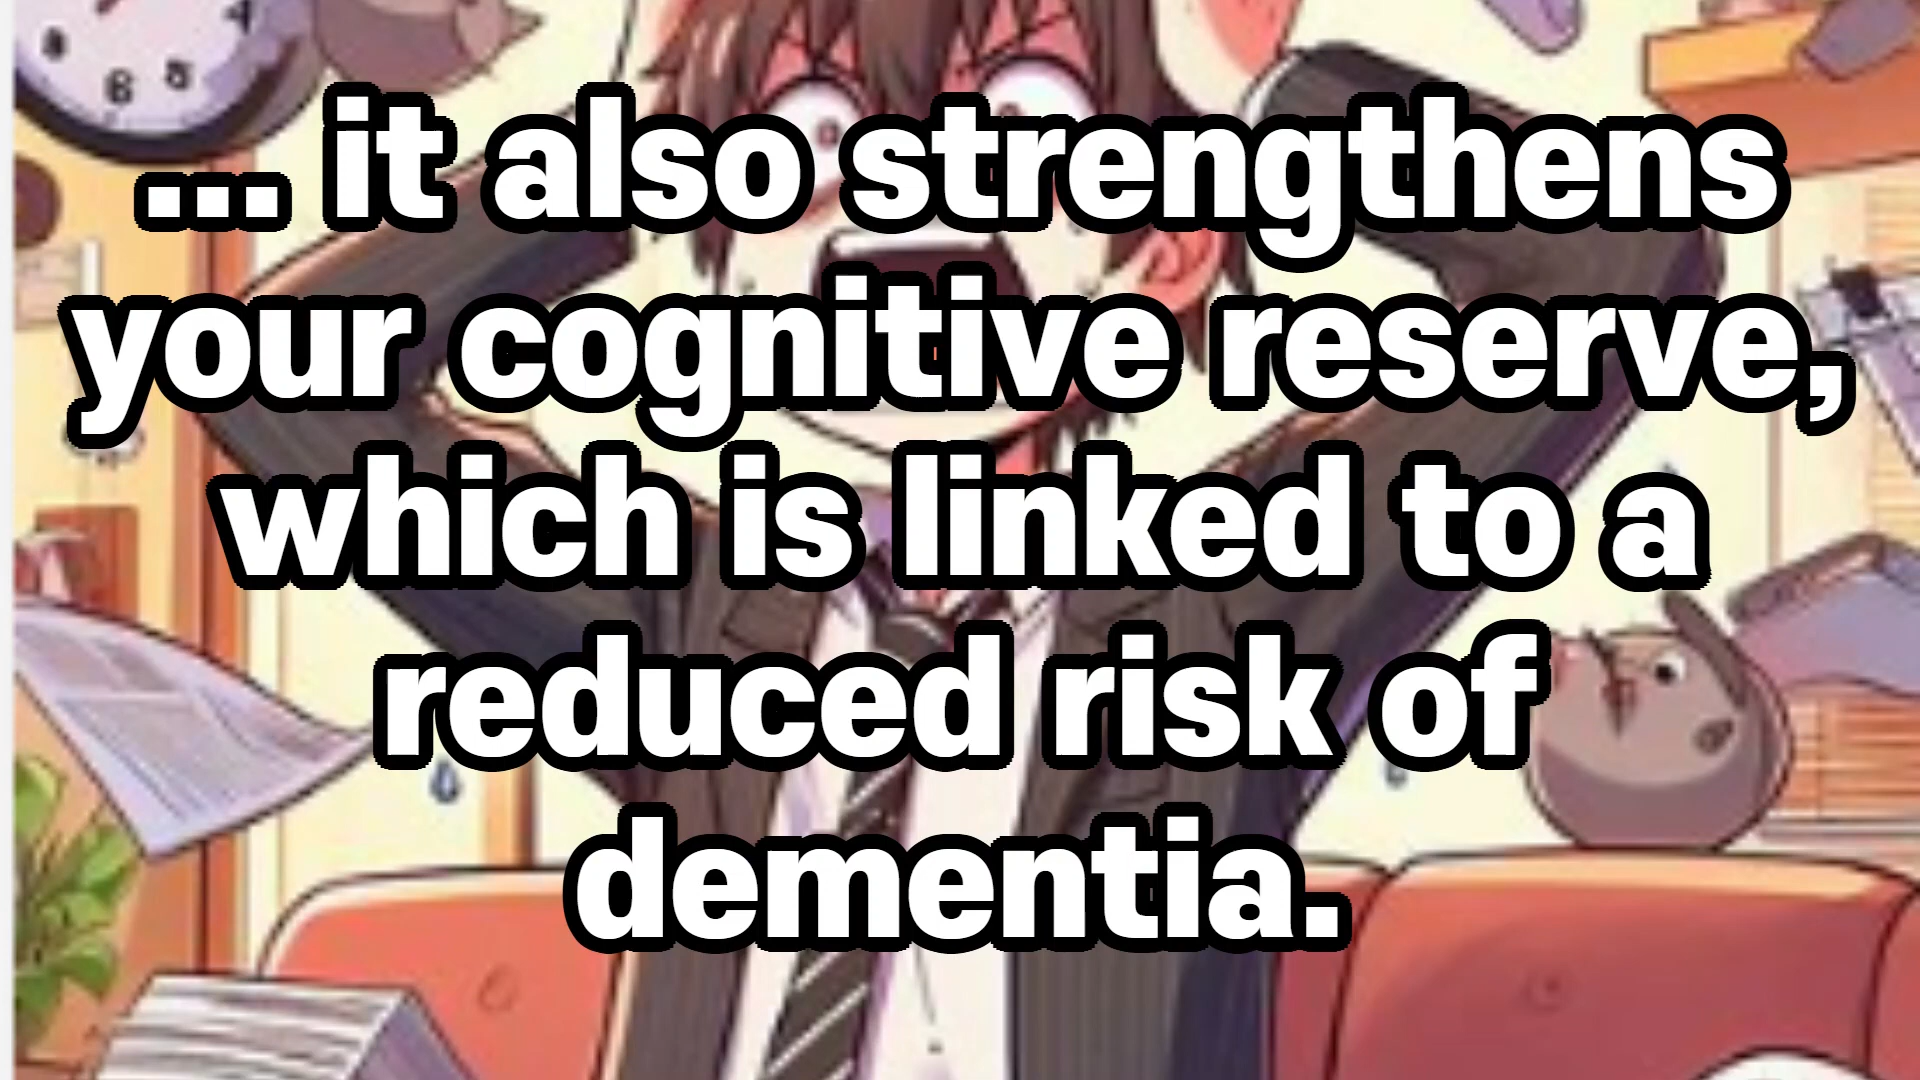 ... it also strengthens
your cognitive reserve,
which is linked to a
reduced risk of
dementia.